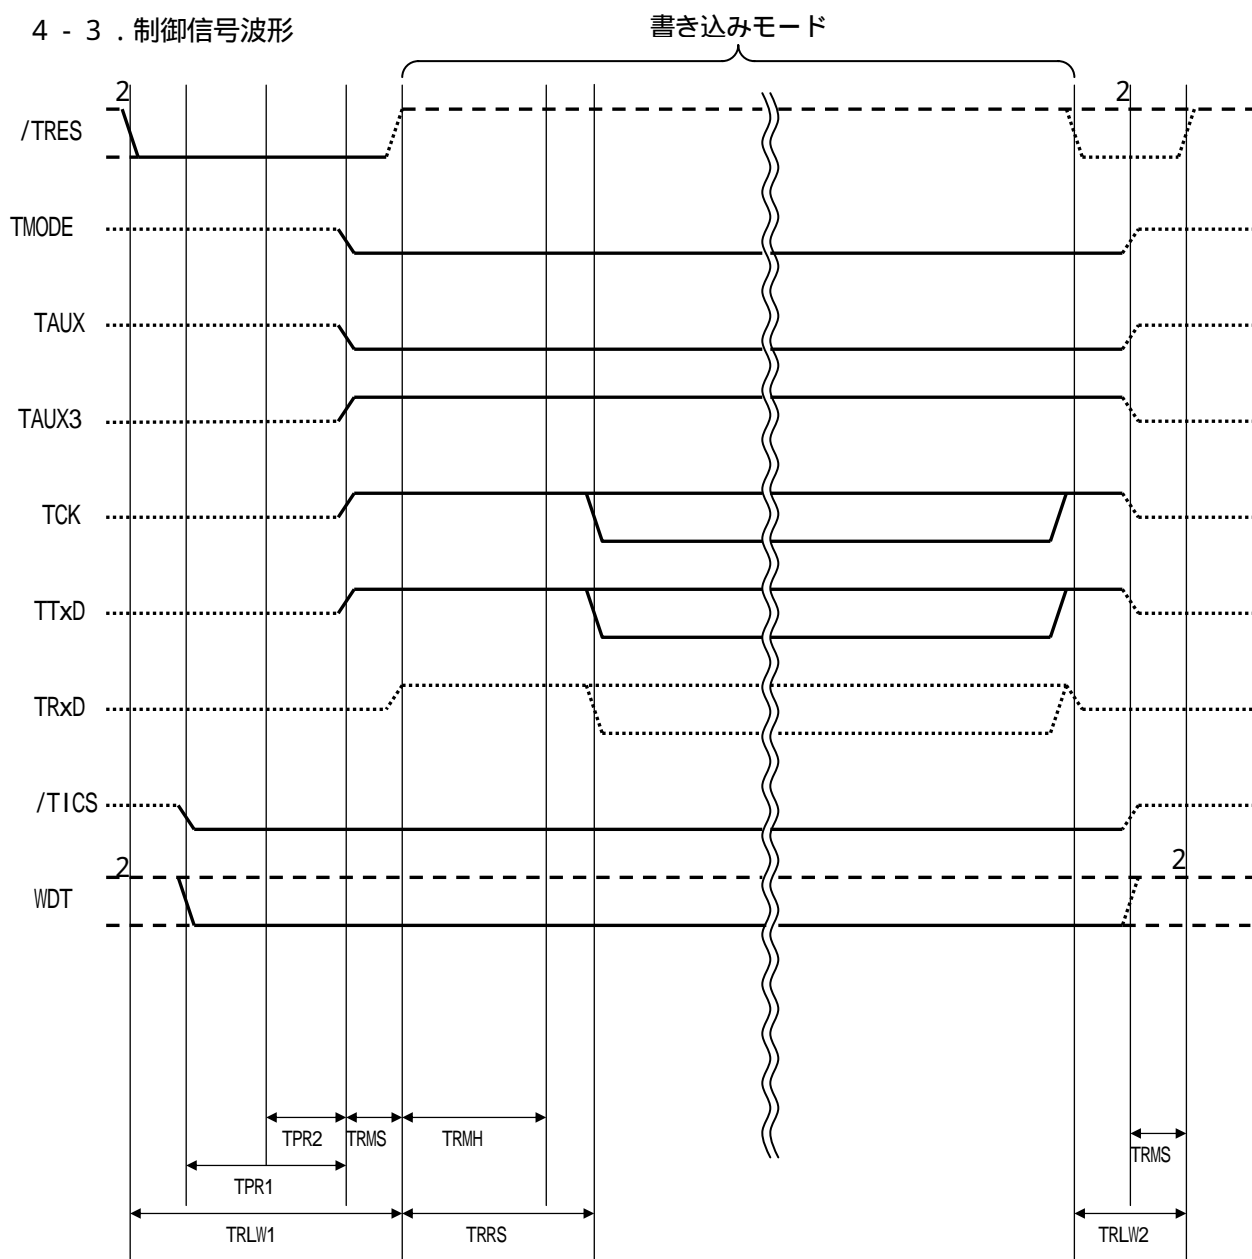 4-3.制御信号波形
書き込みモード
2
2
/TRES
TMODE
TAUX
TAUX3
TCK
TTxD
TRxD
/TICS
2
2
WDT
TPR2
TRMS
TRMH
TRMS
TPR1
TRLW1
TRRS
TRLW2